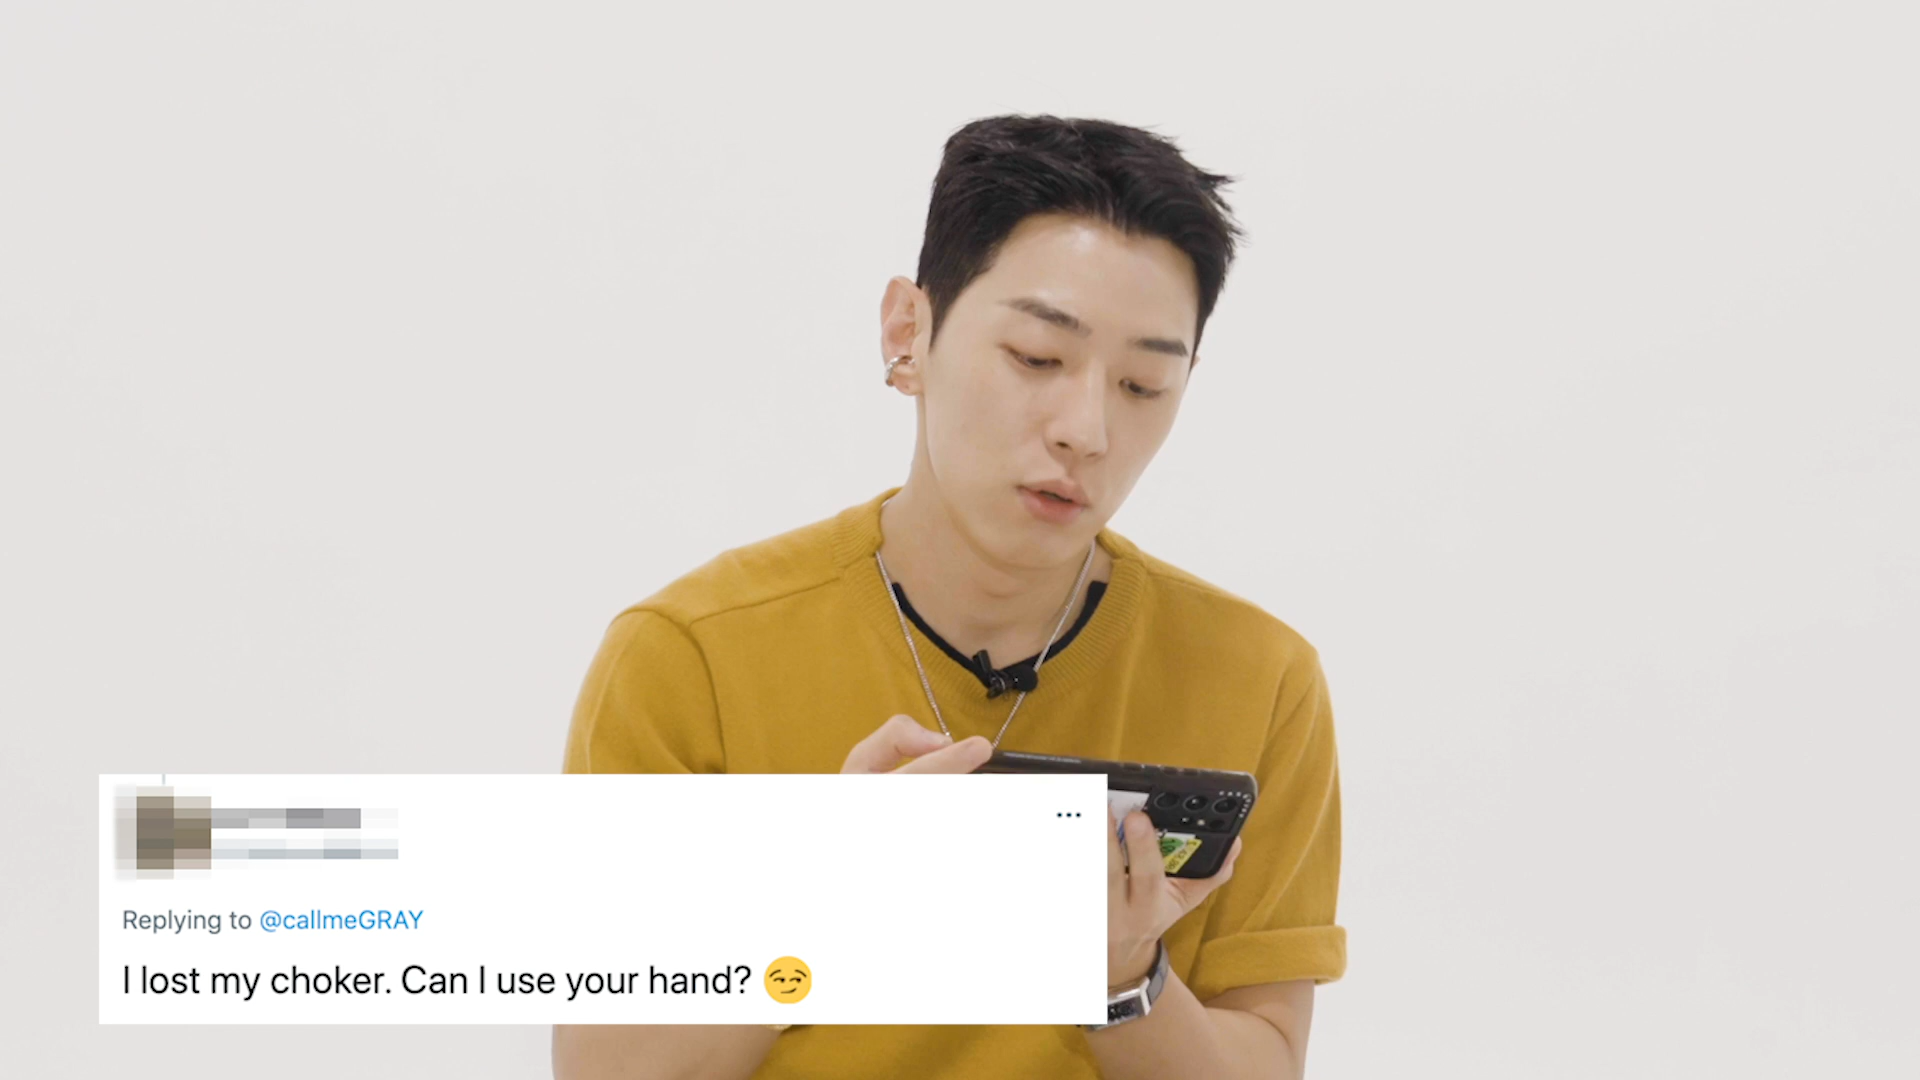 Replying to @callmeGRAY
I lost my choker. Can I use your hand? 😏